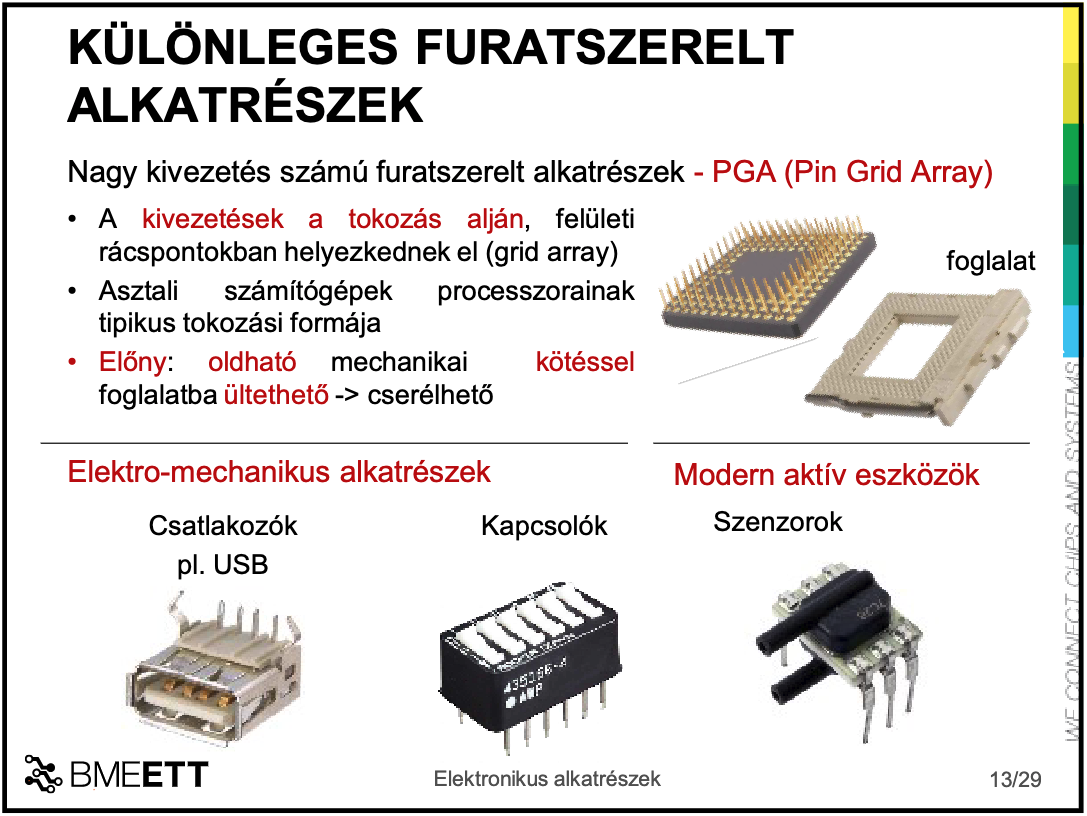 KÜLÖNLEGES FURATSZERELT
ALKATRÉSZEK
Nagy kivezetés számú furatszerelt alkatrészek - PGA (Pin Grid Array)
• A kivezetések a tokozás alján, felületi
rácspontokban helyezkednek el (grid array)
• Asztali számítógépek processzorainak
tipikus tokozási formája
• Előny: oldható mechanikai kötéssel
foglalatba ültethető -> cserélhető
foglalat
Elektro-mechanikus alkatrészek
Csatlakozók
pl. USB
Kapcsolók
AMP
Modern aktív eszközök
Szenzorok
WE CONNECT CHIPS AND SYSTEMS
BMEETT
Elektronikus alkatrészek
13/29